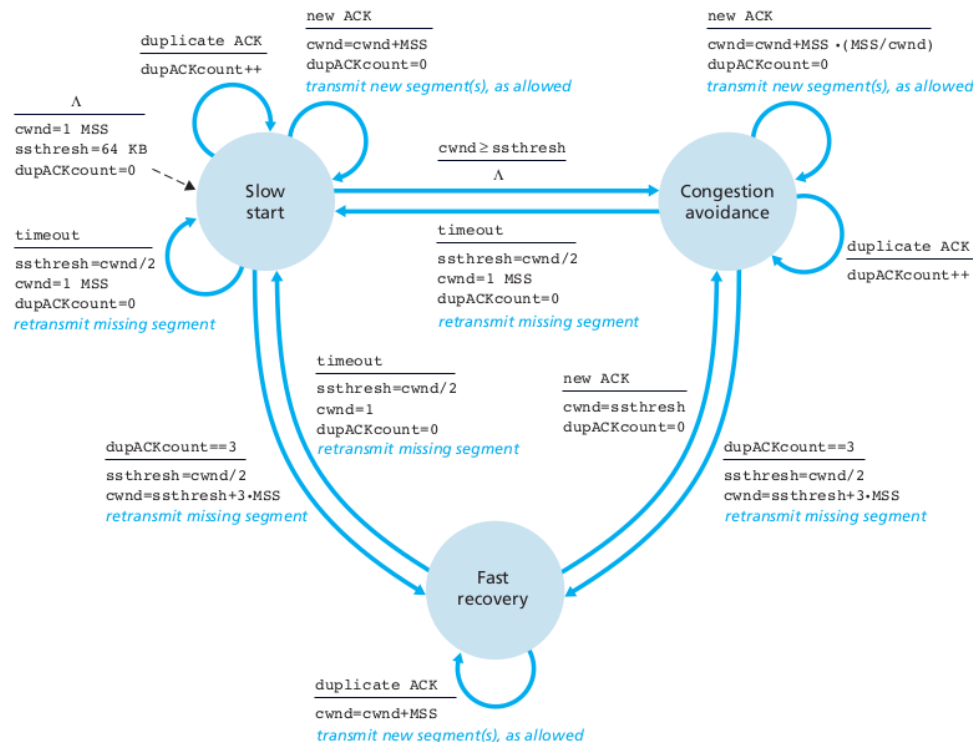 new ACK
cwnd=cwnd+MSS
dupACKcount=0
transmit new segment(s), as allowed
new ACK
cwnd=cwnd+MSS •(MSS/cwnd)
dupACKcount=0
transmit new segment(s), as allowed
duplicate ACK
dupACKcount++
Λ
cwnd=1 MSS
ssthresh=64 KB
dupACKcount=0
Slow
start
cwnd≥ssthresh
Λ
Congestion
avoidance
timeout
ssthresh=cwnd/2
cwnd=1 MSS
dupACKcount=0
retransmit missing segment
timeout
ssthresh=cwnd/2
cwnd=1 MSS
dupACKcount=0
retransmit missing segment
duplicate ACK
dupACKcount++
timeout
ssthresh=cwnd/2
cwnd=1
dupACKcount=0
retransmit missing segment
new ACK
cwnd=ssthresh
dupACKcount=0
dupACKcount==3
ssthresh=cwnd/2
cwnd=ssthresh+3•MSS
retransmit missing segment
dupACKcount==3
ssthresh=cwnd/2
cwnd=ssthresh+3•MSS
retransmit missing segment
Fast
recovery
duplicate ACK
cwnd=cwnd+MSS
transmit new segment(s), as allowed